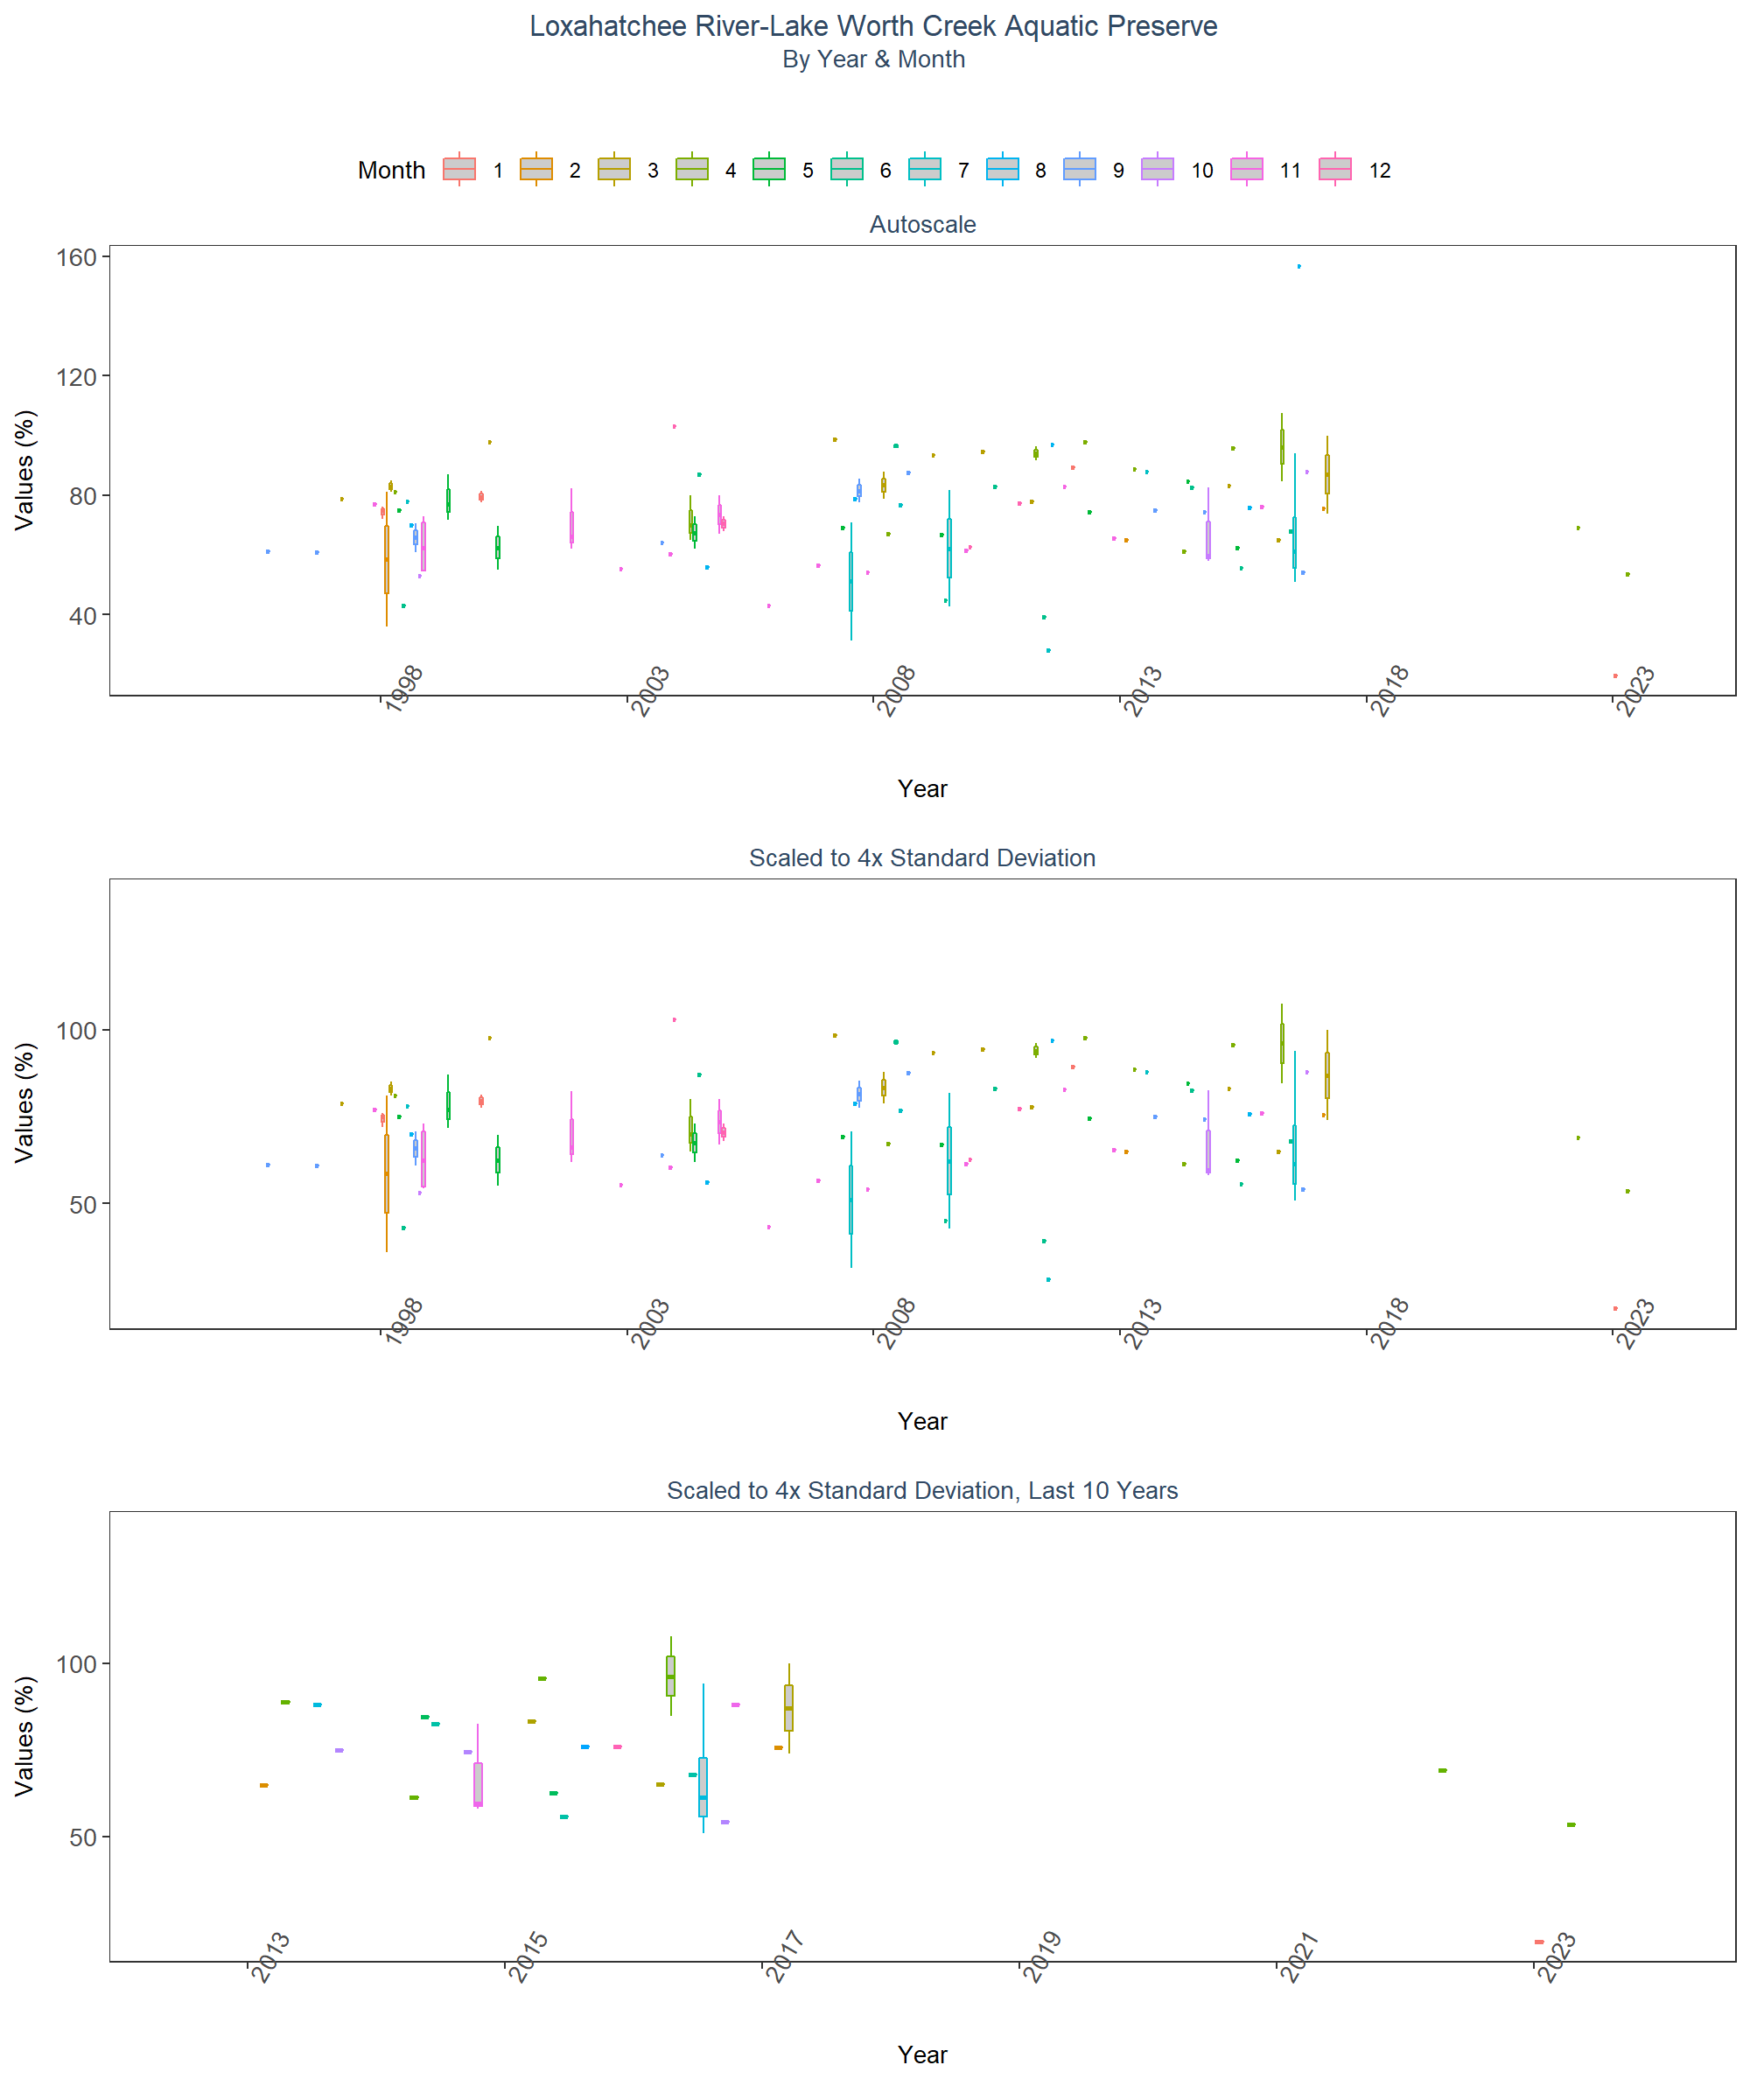 Loxahatchee River-Lake Worth Creek Aquatic Preserve
By Year & Month
Month 1 2 3 4 5 6 7 8 9 10 11 12
Autoscale
160
120
80
40
Values (%)
1998 2003 2008 2013 2018 2023
Year
Scaled to 4x Standard Deviation
100
50
Values (%)
1998 2003 2008 2013 2018 2023
Year
Scaled to 4x Standard Deviation, Last 10 Years
100
50
Values (%)
2013 2015 2017 2019 2021 2023
Year